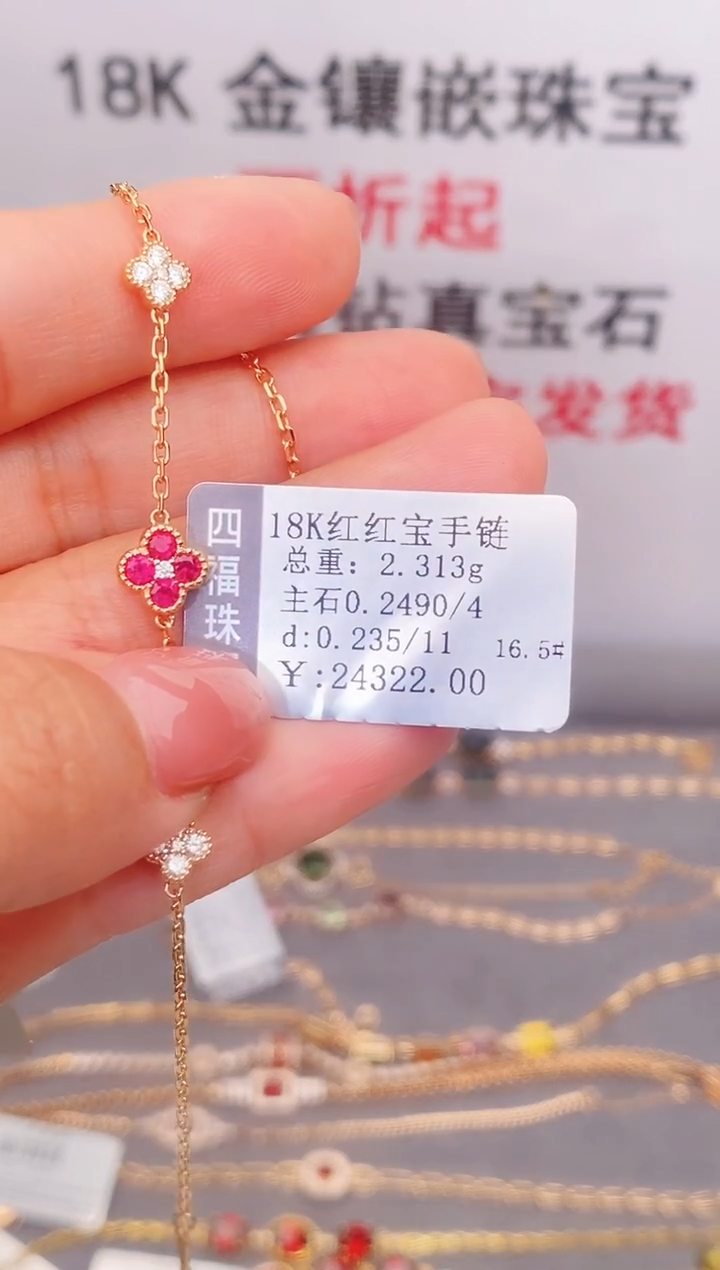 18K 金镶嵌珠宝
折起
钻真宝石
发货
四福珠
18K红红宝手链
总重：2.313g
主石0.2490/4
d:0.235/11 16.5#
￥:24322.00